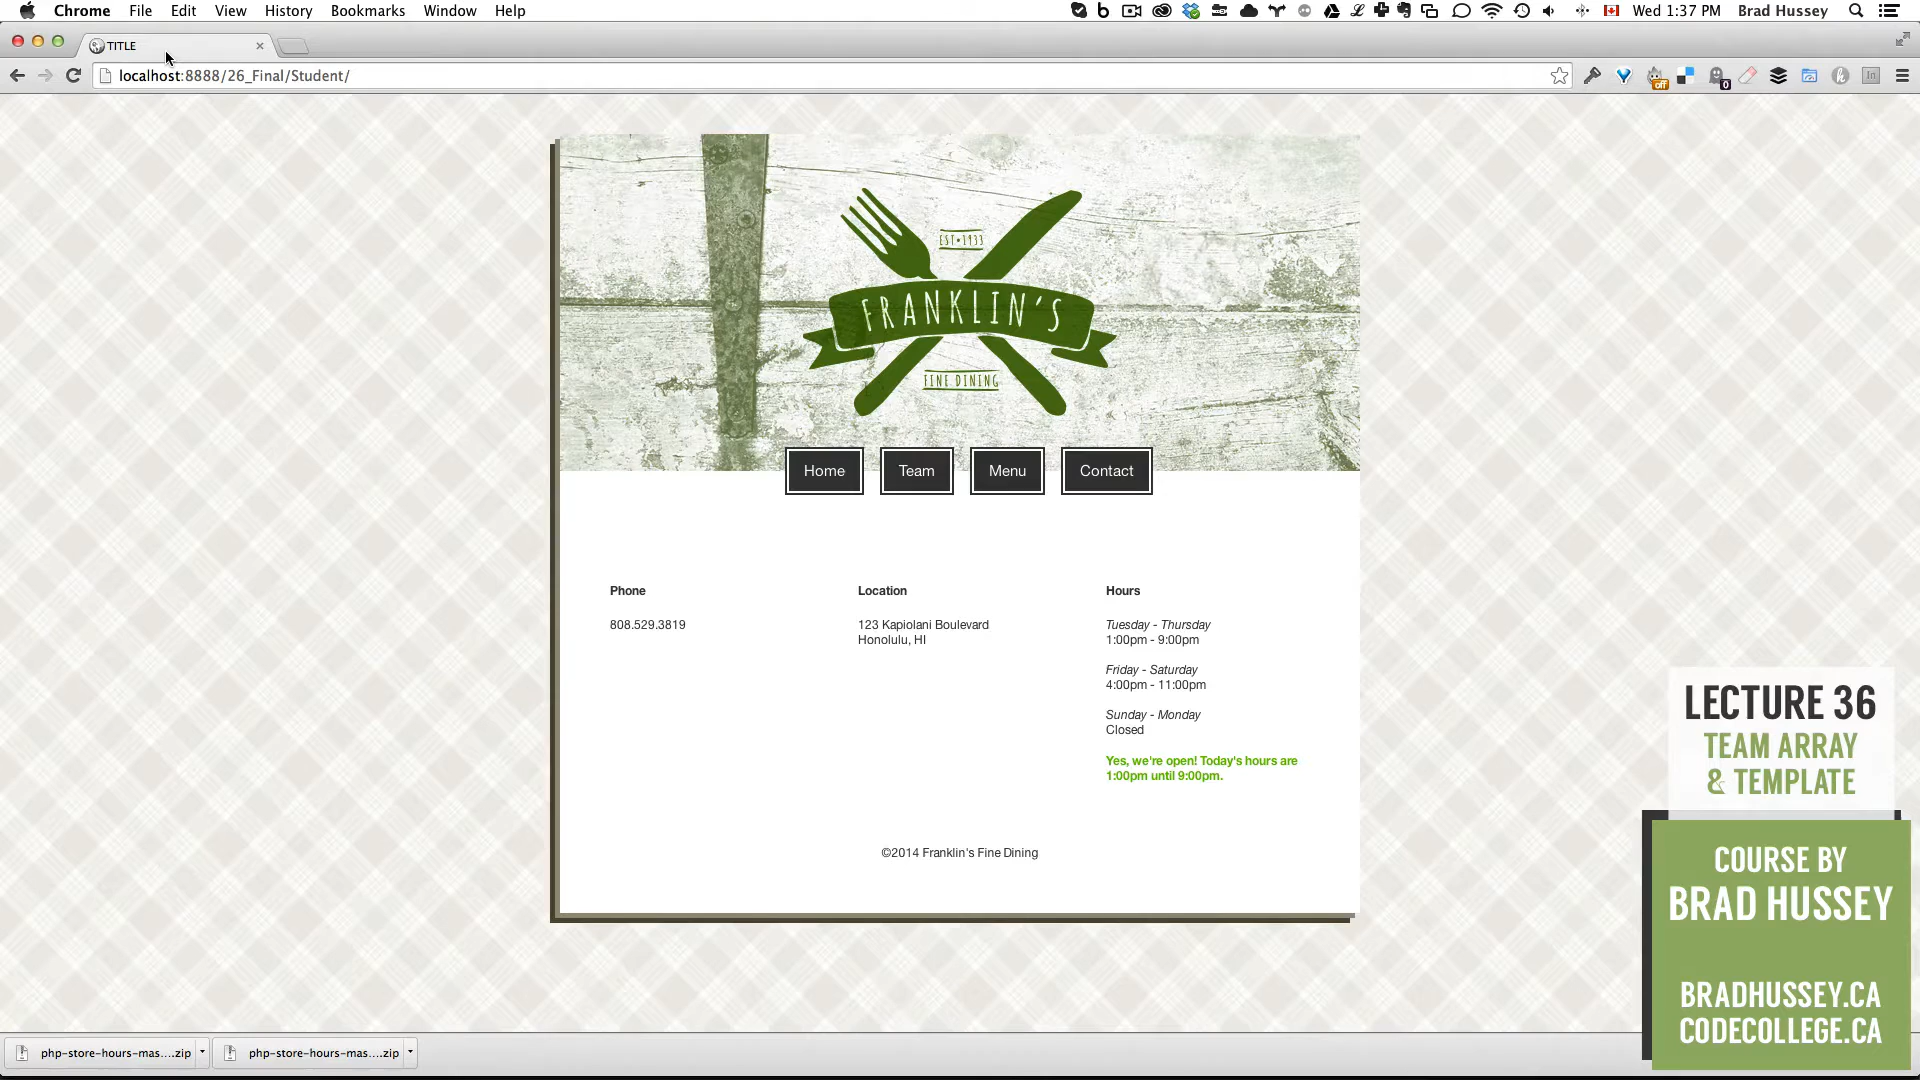 Chrome File Edit View History Bookmarks Window Help
Wed 1:37 PM Brad Hussey
TITLE
localhost:8888/26_Final/Student/
off
0
EST•1933
FRANKLIN'S
FINE DINING
Home
Team
Menu
Contact
Phone
808.529.3819
Location
123 Kapiolani Boulevard
Honolulu, HI
Hours
Tuesday - Thursday
1:00pm - 9:00pm
Friday - Saturday
4:00pm - 11:00pm
Sunday - Monday
Closed
Yes, we're open! Today's hours are
1:00pm until 9:00pm.
©2014 Franklin's Fine Dining
LECTURE 36
TEAM ARRAY
& TEMPLATE
COURSE BY
BRAD HUSSEY
BRADHUSSEY.CA
CODECOLLEGE.CA
php-store-hours-mas....zip
php-store-hours-mas....zip